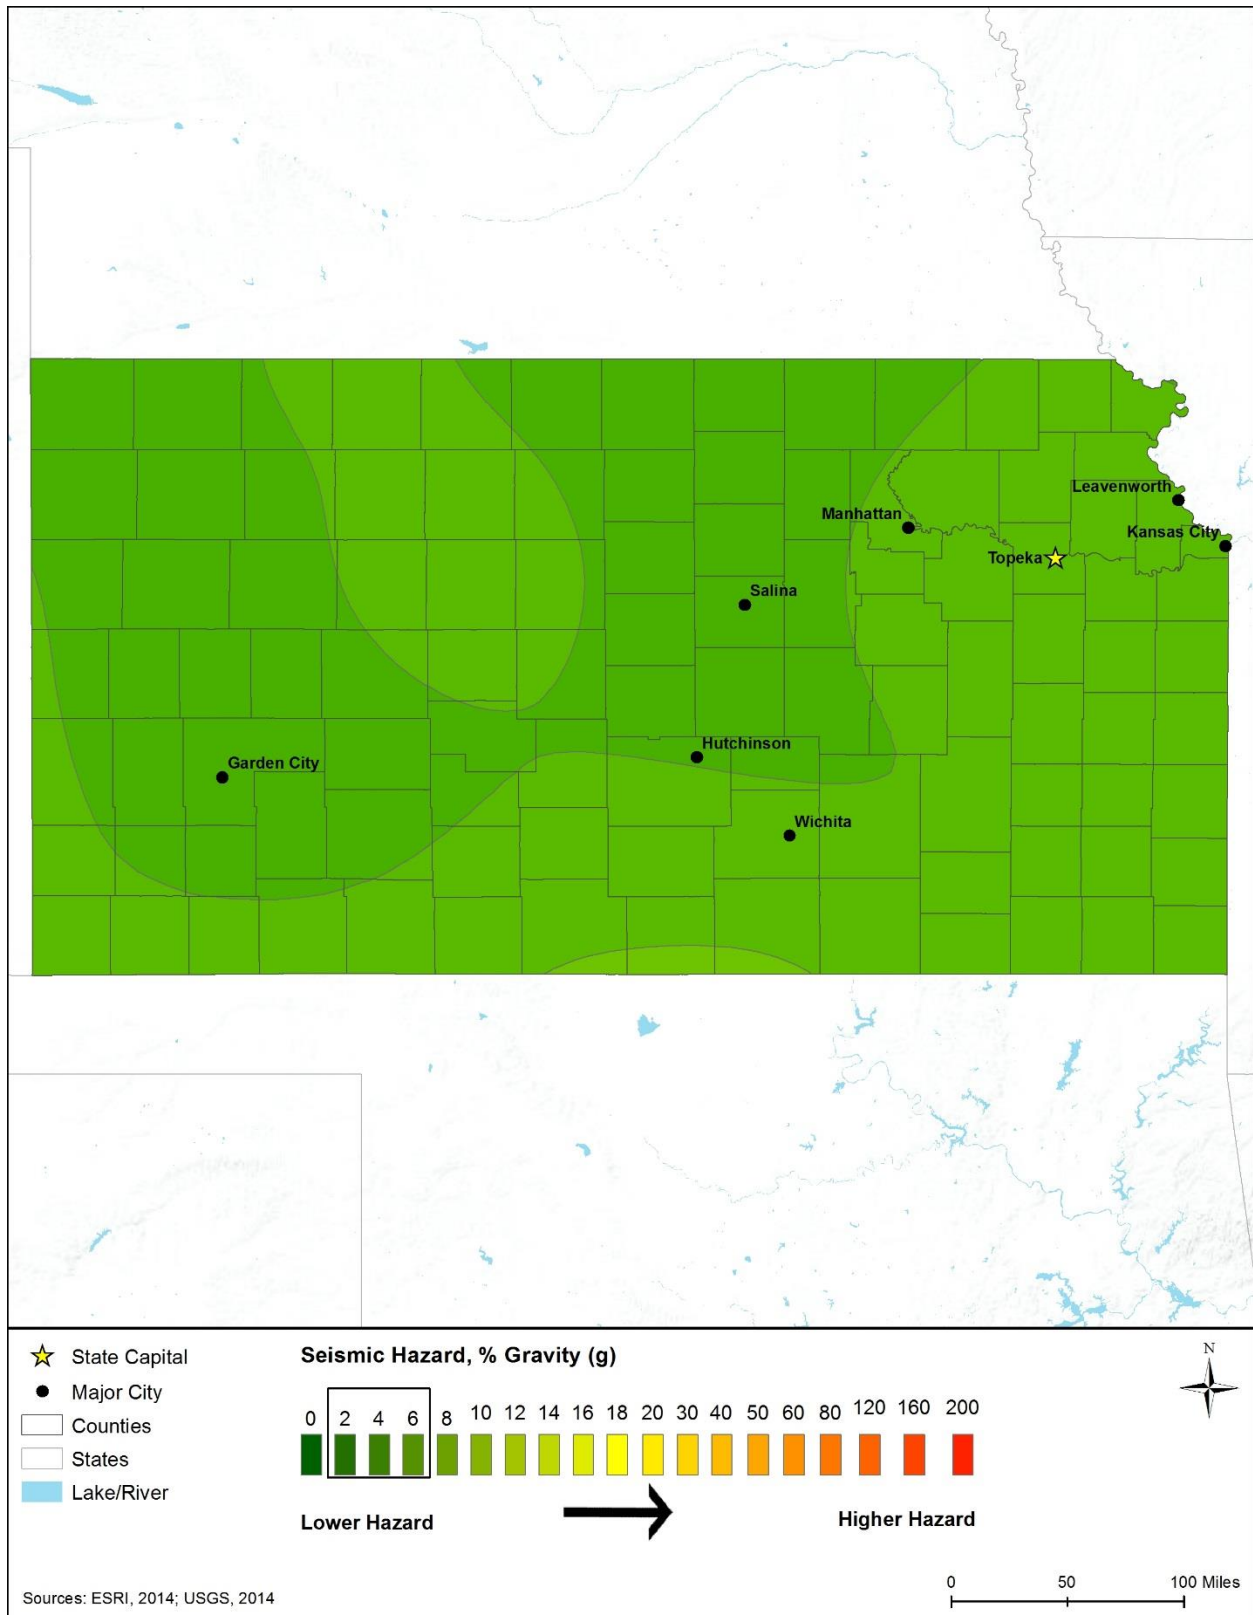 Leavenworth
Manhattan
Kansas City
Topeka
Salina
Hutchinson
Garden City
Wichita
State Capital
Major City
Counties
States
Lake/River
Seismic Hazard, % Gravity (g)
0 2 4 6 8 10 12 14 16 18 20 30 40 50 60 80 120 160 200
Lower Hazard
Higher Hazard
N
Sources: ESRI, 2014; USGS, 2014
0 50 100 Miles